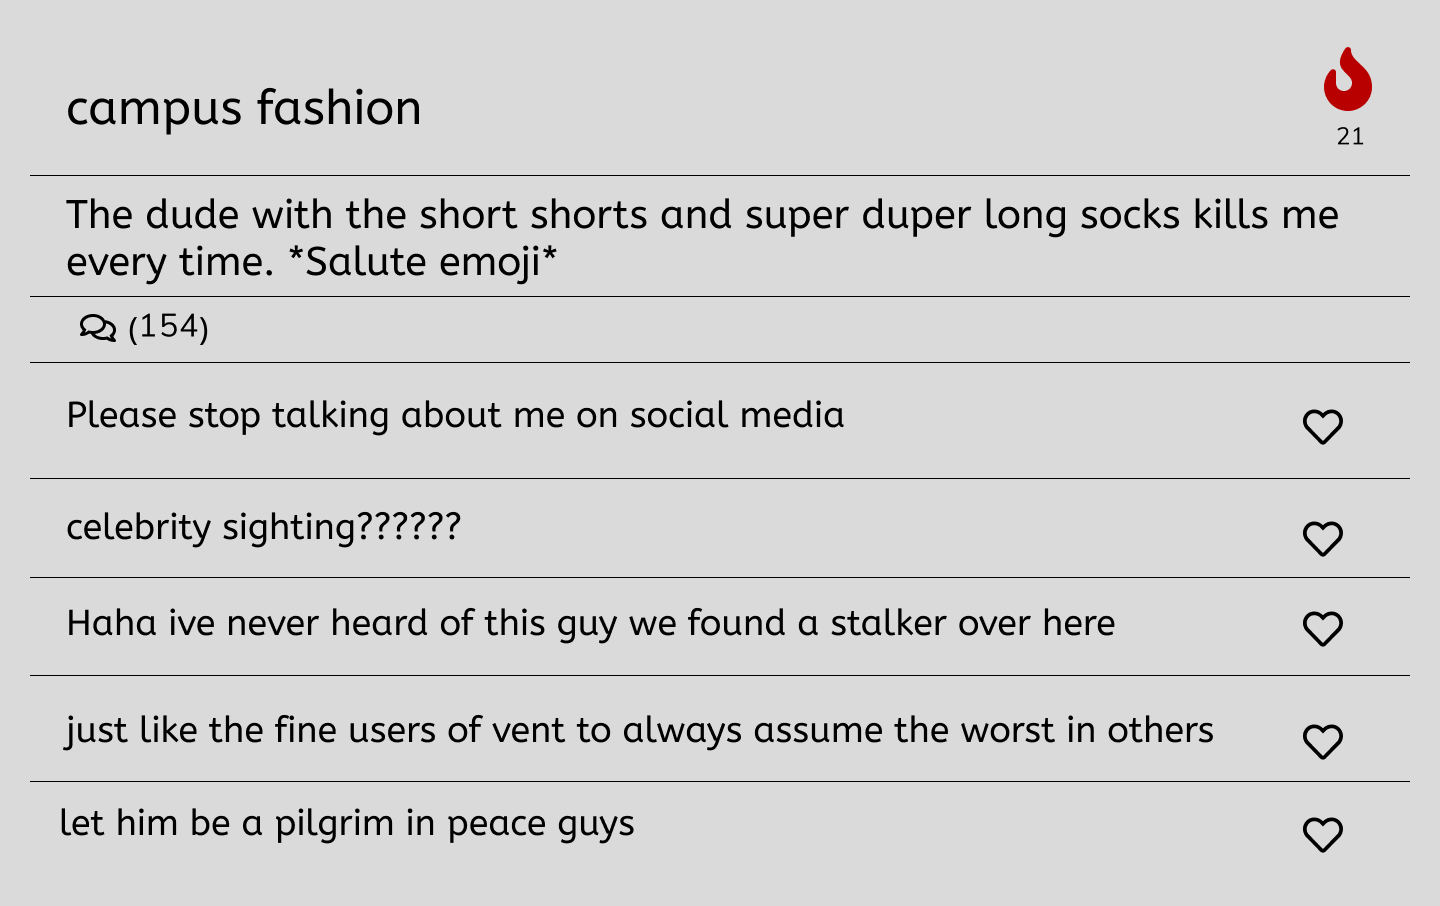 campus fashion
21
The dude with the short shorts and super duper long socks kills me
every time. *Salute emoji*
(154)
Please stop talking about me on social media
celebrity sighting??????
Haha ive never heard of this guy we found a stalker over here
just like the fine users of vent to always assume the worst in others
let him be a pilgrim in peace guys